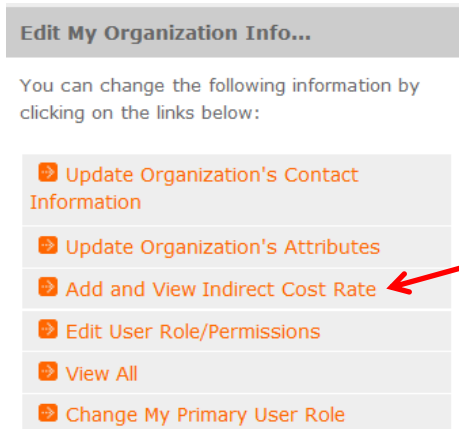 Edit My Organization Info...
You can change the following information by
clicking on the links below:
Update Organization's Contact
Information
Update Organization's Attributes
Add and View Indirect Cost Rate
Edit User Role/Permissions
View All
Change My Primary User Role